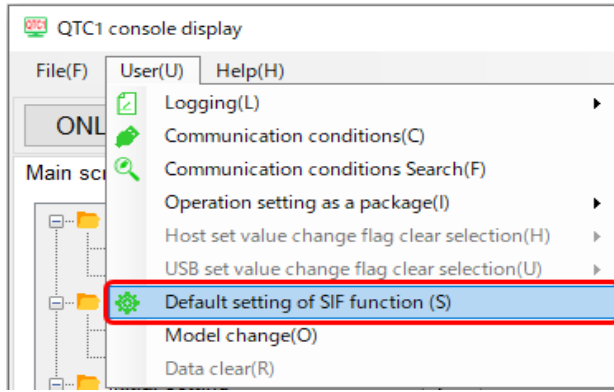 QTC1 console display
File(F) User(U) Help(H)
ONL
Logging(L)
Communication conditions(C)
Main scr
Communication conditions Search(F)
Operation setting as a package(I)
Host set value change flag clear selection(H)
USB set value change flag clear selection(U)
Default setting of SIF function (S)
Model change(O)
Data clear(R)